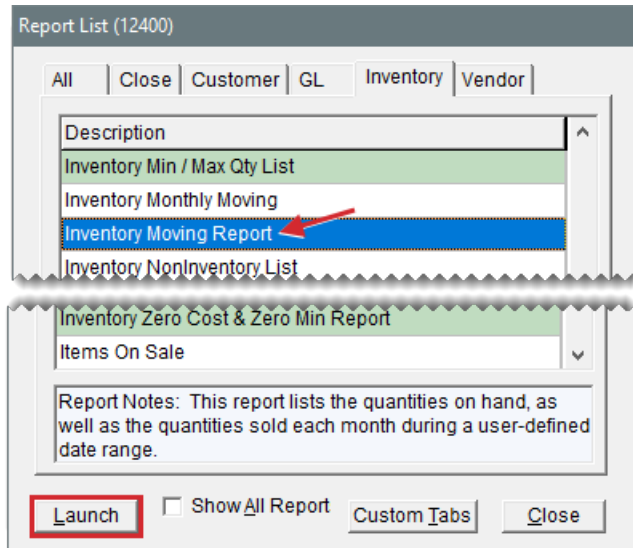 Report List (12400)
All Close Customer GL Inventory Vendor
Description
Inventory Min / Max Qty List
Inventory Monthly Moving
Inventory Moving Report
Inventory NonInventory List
Inventory Zero Cost & Zero Min Report
Items On Sale
Report Notes: This report lists the quantities on hand, as
well as the quantities sold each month during a user-defined
date range.
Launch Show All Report Custom Tabs Close